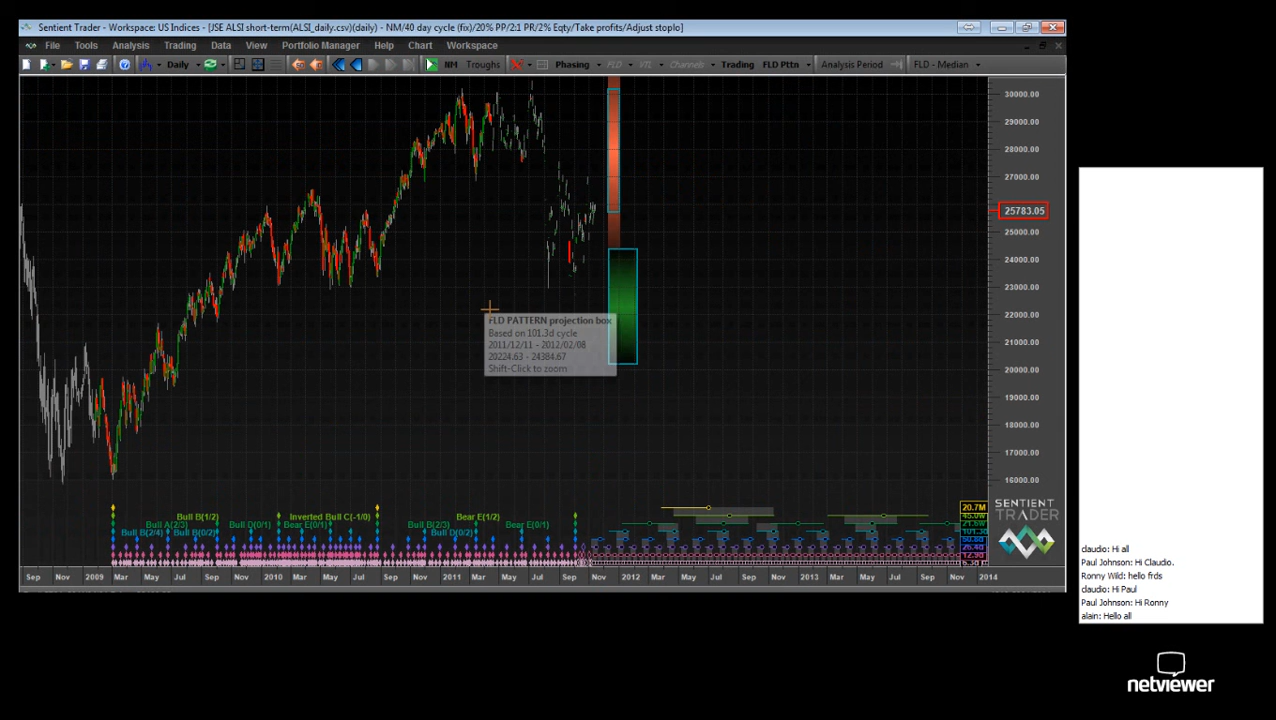 Sentient Trader - Workspace: US Indices - [JSE ALSI short-term(ALSI_daily.csv)(daily) - NM/40 day cycle (fix)/20% PP/2:1 PR/2% Eqty/Take profits/Adjust stoplo]
File Tools Analysis Trading Data View Portfolio Manager Help Chart Workspace
Daily NM Troughs Phasing FLD VTL Channels Trading FLD Pttn Analysis Period FLD - Median
30000.00
29000.00
28000.00
27000.00
25783.05
25000.00
24000.00
23000.00
22000.00
21000.00
20000.00
19000.00
18000.00
17000.00
16000.00
FLD PATTERN projection box
Based on 101.3d cycle
2011/12/11 - 2012/02/08
20224.63 - 24384.67
Shift-Click to zoom
SENTIENT
TRADER
20.7M
Bull B(1/2) Inverted Bull C(-1/0) Bear E(1/2)
Bull A(2/3) Bull D(0/1) Bear E(0/1) Bull B(2/3) Bear E(0/1)
Bull B(2/4) Bull B(0/2) Bull D(0/2)
Sep Nov 2009 Mar May Jul Sep 2010 Mar May Jul Sep Nov 2011 Mar May Jul Sep Nov 2012 Mar May Jul Sep Nov 2013 Mar May Jul Sep Nov 2014
claudio: Hi all
Paul Johnson: Hi Claudio.
Ronny Wild: hello frds
claudio: Hi Paul
Paul Johnson: Hi Ronny
alain: Hello all
netviewer